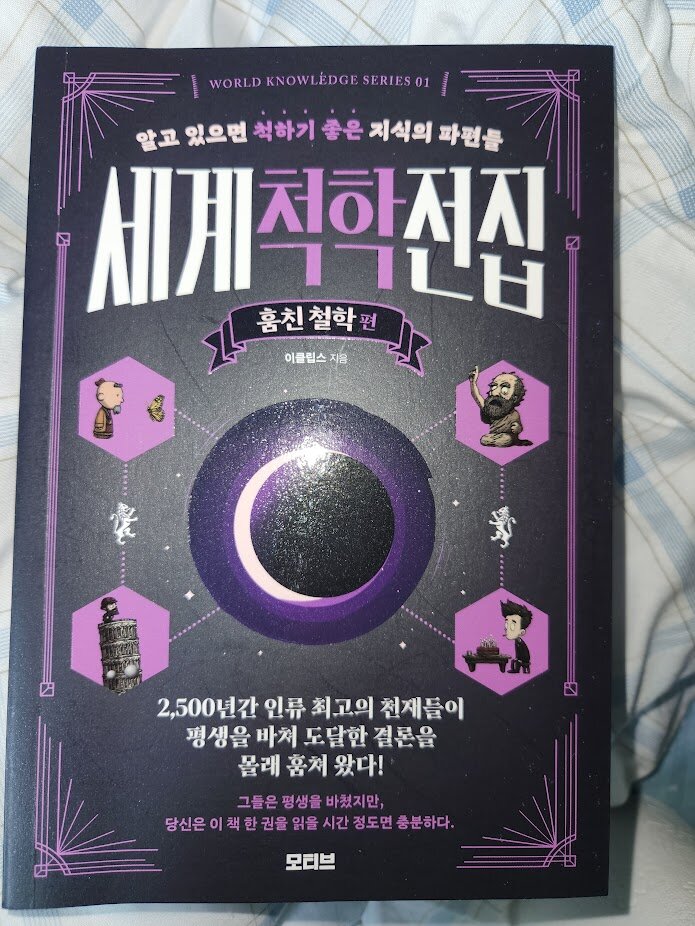 WORLD KNOWLEDGE SERIES 01
알고 있으면 척하기 좋은 지식의 파편들
세계척학전집
훔친 철학 편
이클립스 지음
2,500년간 인류 최고의 천재들이
평생을 바쳐 도달한 결론을
몰래 훔쳐 왔다!
그들은 평생을 바쳤지만,
당신은 이 책 한 권을 읽을 시간 정도면 충분하다.
모티브